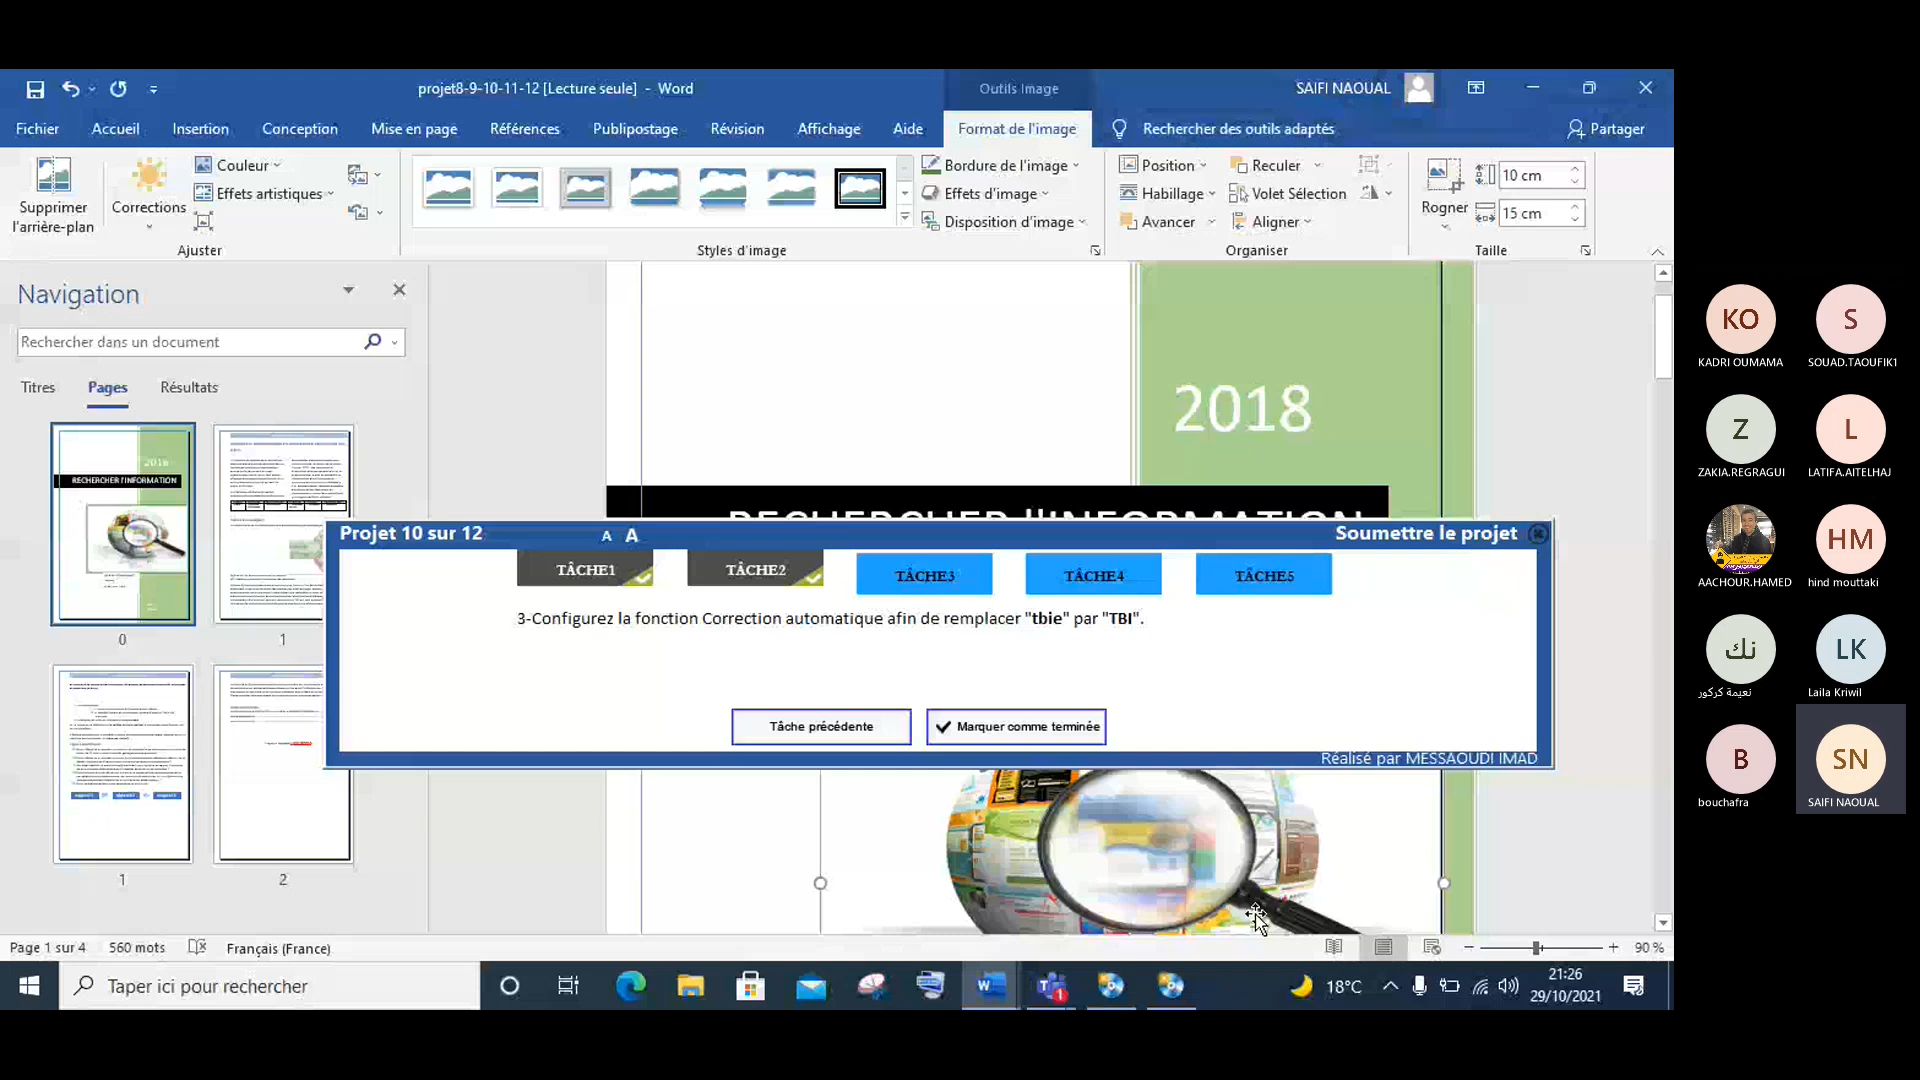 projet8-9-10-11-12 [Lecture seule] - Word
Outils Image
SAIFI NAOUAL
Fichier Accueil Insertion Conception Mise en page Références Publipostage Révision Affichage Aide Format de l'image Rechercher des outils adaptés Partager
Supprimer l'arrière-plan
Corrections
Couleur
Effets artistiques
Ajuster
Styles d'image
Bordure de l'image
Effets d'image
Disposition d'image
Position
Habillage
Avancer
Reculer
Volet Sélection
Aligner
Organiser
Rogner
10 cm
15 cm
Taille
Navigation
Rechercher dans un document
Titres Pages Résultats
2018
RECHERCHER l'INFORMATION
0
1
1
2
2018
RECHERCHER l'INFORMATION
Projet 10 sur 12
A A
Soumettre le projet
TÂCHE1 TÂCHE2 TÂCHE3 TÂCHE4 TÂCHE5
3-Configurez la fonction Correction automatique afin de remplacer "tbie" par "TBI".
Tâche précédente
Marquer comme terminée
Réalisé par MESSAOUDI IMAD
Page 1 sur 4 560 mots Français (France)
90 %
Taper ici pour rechercher
1
18°C
21:26
29/10/2021
KO
KADRI OUMAMA
S
SOUAD.TAOUFIK1
Z
ZAKIA.REGRAGUI
L
LATIFA.AITELHAJ
AACHOUR.HAMED
HM
hind mouttaki
نك
نعيمة كركور
LK
Laila Kriwil
B
bouchafra
SN
SAIFI NAOUAL